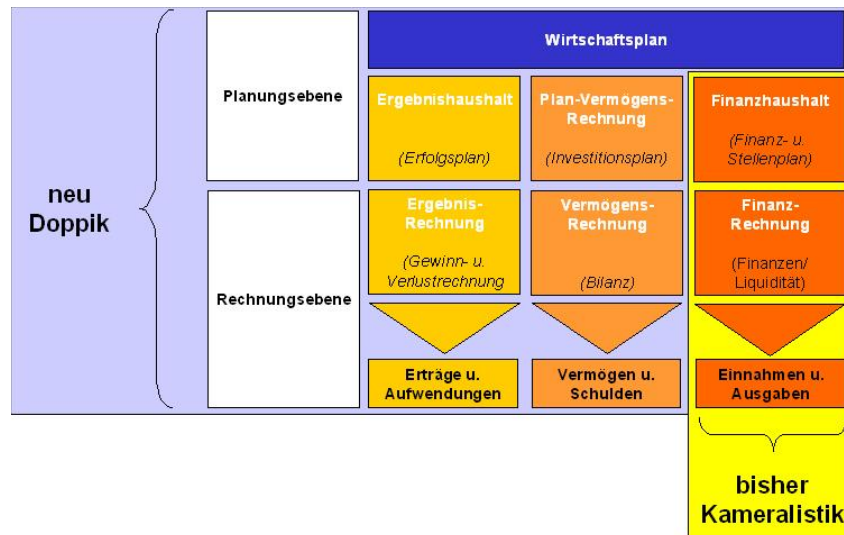 Wirtschaftsplan
Planungsebene
Ergebnishaushalt
(Erfolgsplan)
Plan-Vermögens-
Rechnung
(Investitionsplan)
Finanzhaushalt
(Finanz- u.
Stellenplan)
neu
Doppik
Rechnungsebene
Ergebnis-
Rechnung
(Gewinn- u.
Verlustrechnung
Vermögens-
Rechnung
(Bilanz)
Finanz-
Rechnung
(Finanzen/
Liquidität)
Erträge u.
Aufwendungen
Vermögen u.
Schulden
Einnahmen u.
Ausgaben
bisher
Kameralistik